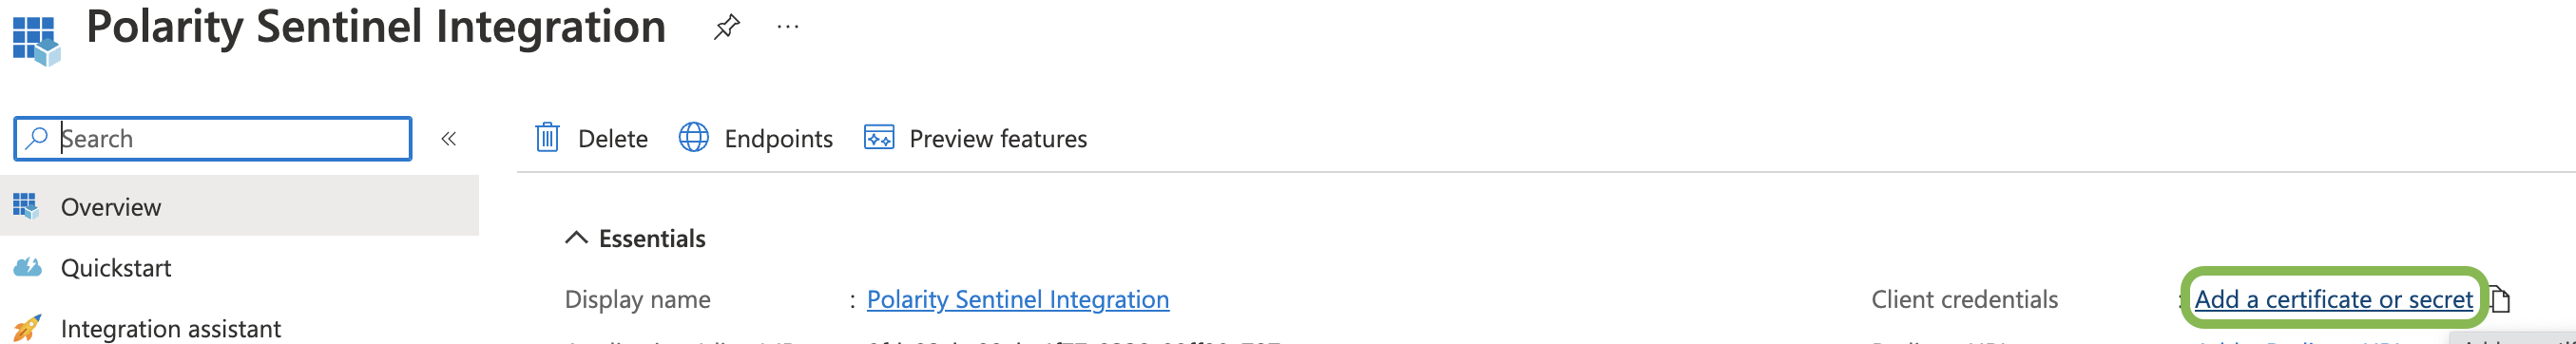 Polarity Sentinel Integration
Search
Delete
Endpoints
Preview features
Overview
Quickstart
Integration assistant
Essentials
Display name : Polarity Sentinel Integration
Client credentials : Add a certificate or secret